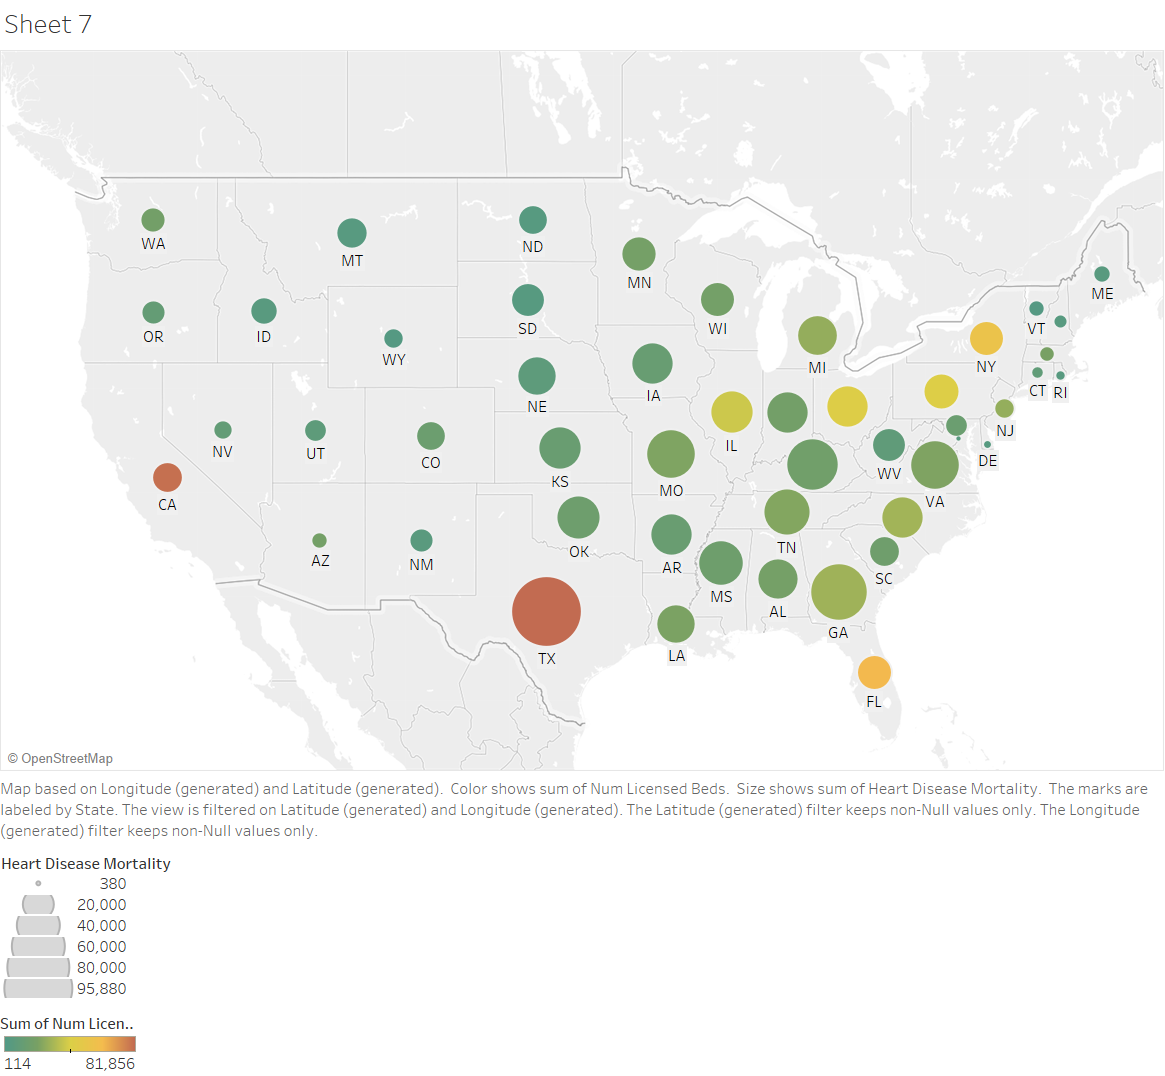 Sheet 7
WA
MT
ND
MN
ME
OR
ID
SD
WI
VT
WY
MI
NY
NE
IA
CT
RI
NV
UT
CO
IL
NJ
CA
KS
MO
WV
DE
VA
AZ
NM
OK
AR
TN
MS
AL
SC
TX
LA
GA
FL
© OpenStreetMap
Map based on Longitude (generated) and Latitude (generated).  Color shows sum of Num Licensed Beds.  Size shows sum of Heart Disease Mortality.  The marks are
labeled by State. The view is filtered on Latitude (generated) and Longitude (generated). The Latitude (generated) filter keeps non-Null values only. The Longitude
(generated) filter keeps non-Null values only.
Heart Disease Mortality
380
20,000
40,000
60,000
80,000
95,880
Sum of Num Licen..
114 81,856